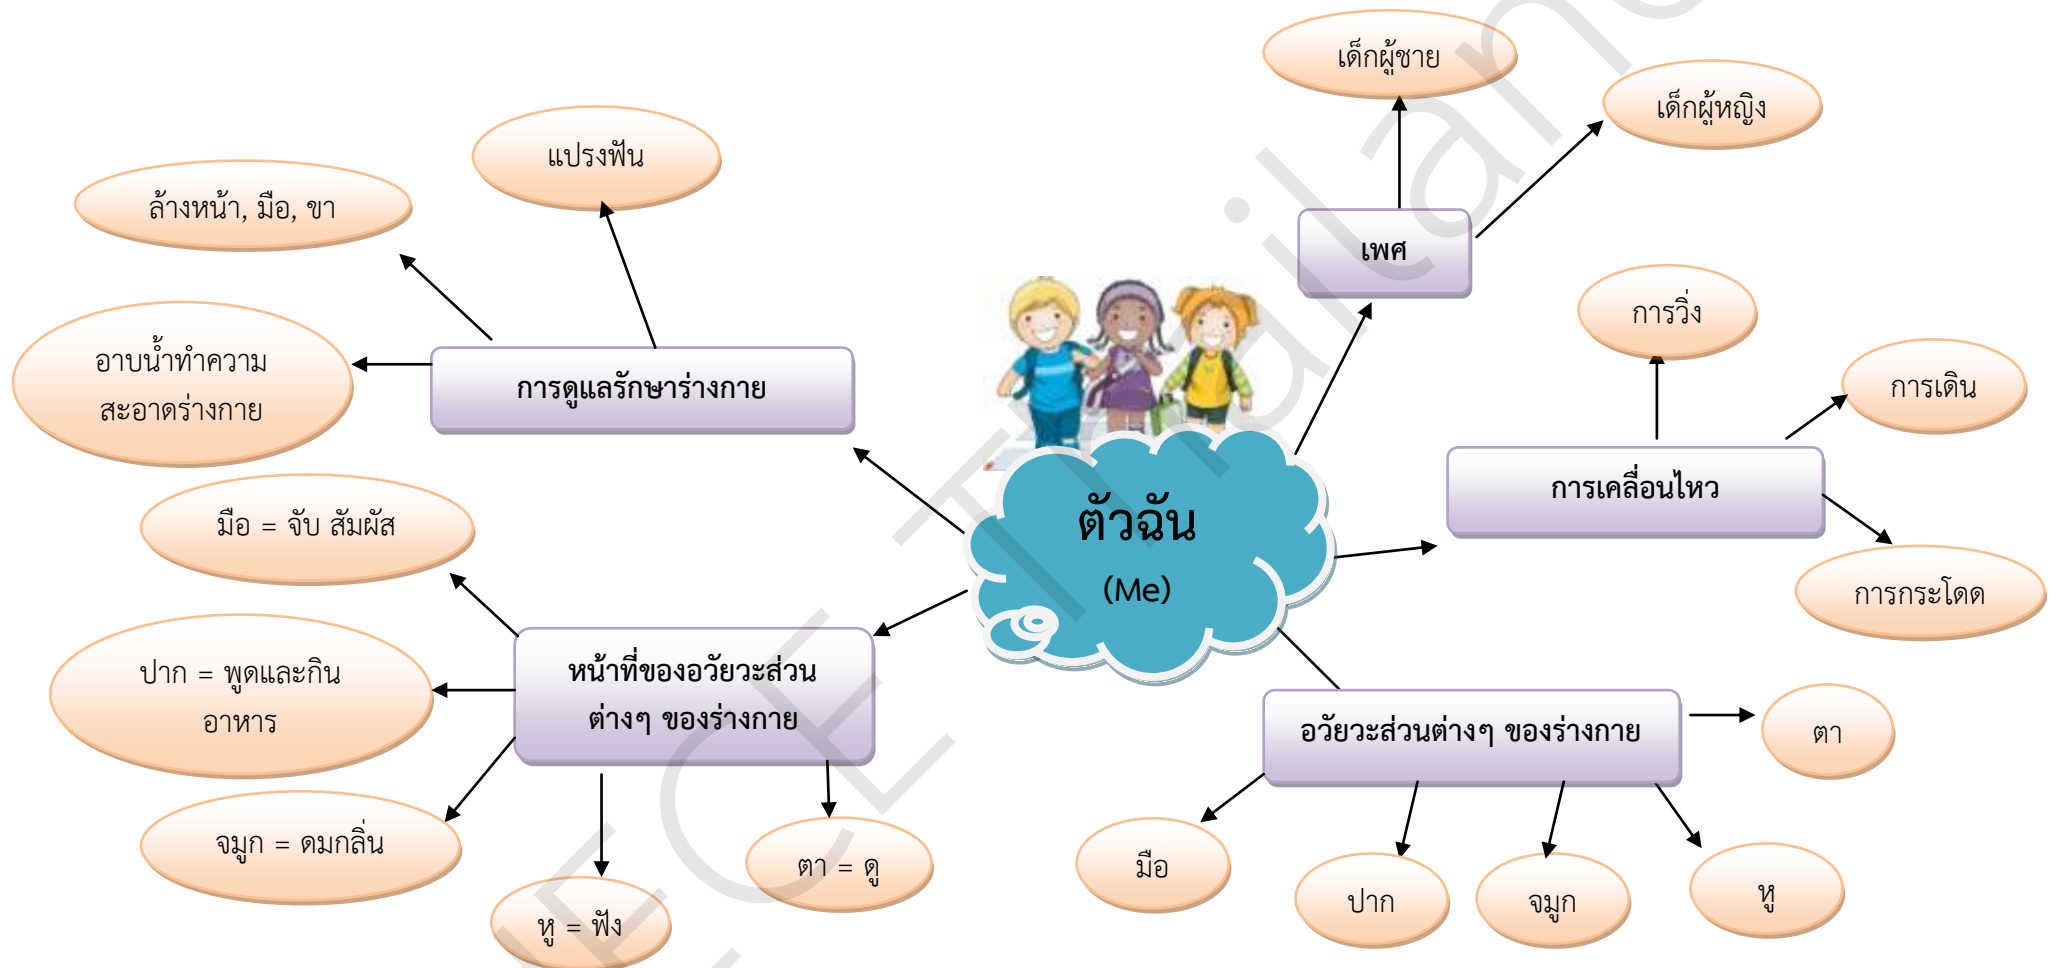 เด็กผู้ชาย
เด็กผู้หญิง
แปรงฟัน
ล้างหน้า, มือ, ขา
เพศ
การวิ่ง
อาบน้ำทำความ
สะอาดร่างกาย
การดูแลรักษาร่างกาย
การเดิน
การเคลื่อนไหว
มือ = จับ สัมผัส
ตัวฉัน
(Me)
การกระโดด
ปาก = พูดและกิน
อาหาร
หน้าที่ของอวัยวะส่วน
ต่างๆ ของร่างกาย
อวัยวะส่วนต่างๆ ของร่างกาย
ตา
จมูก = ดมกลิ่น
ตา = ดู
หู = ฟัง
มือ
ปาก
จมูก
หู
ECE Thailand